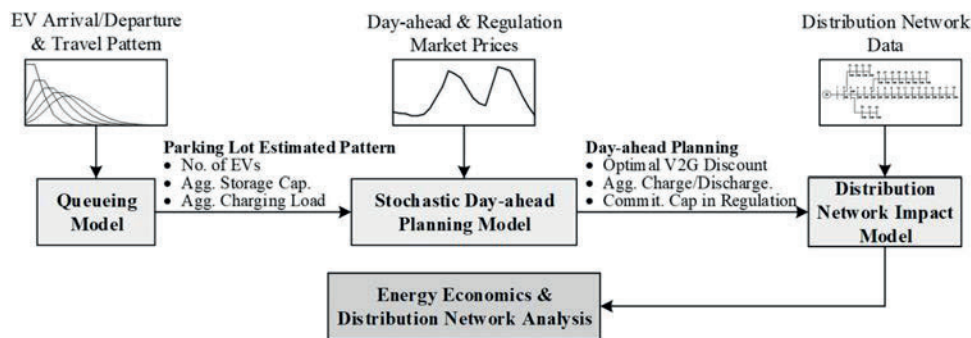 EV Arrival/Departure
& Travel Pattern
Day-ahead & Regulation
Market Prices
Distribution Network
Data
Parking Lot Estimated Pattern
• No. of EVs
• Agg. Storage Cap.
• Agg. Charging Load
Day-ahead Planning
• Optimal V2G Discount
• Agg. Charge/Discharge.
• Commit. Cap in Regulation
Queueing
Model
Stochastic Day-ahead
Planning Model
Distribution
Network Impact
Model
Energy Economics &
Distribution Network Analysis